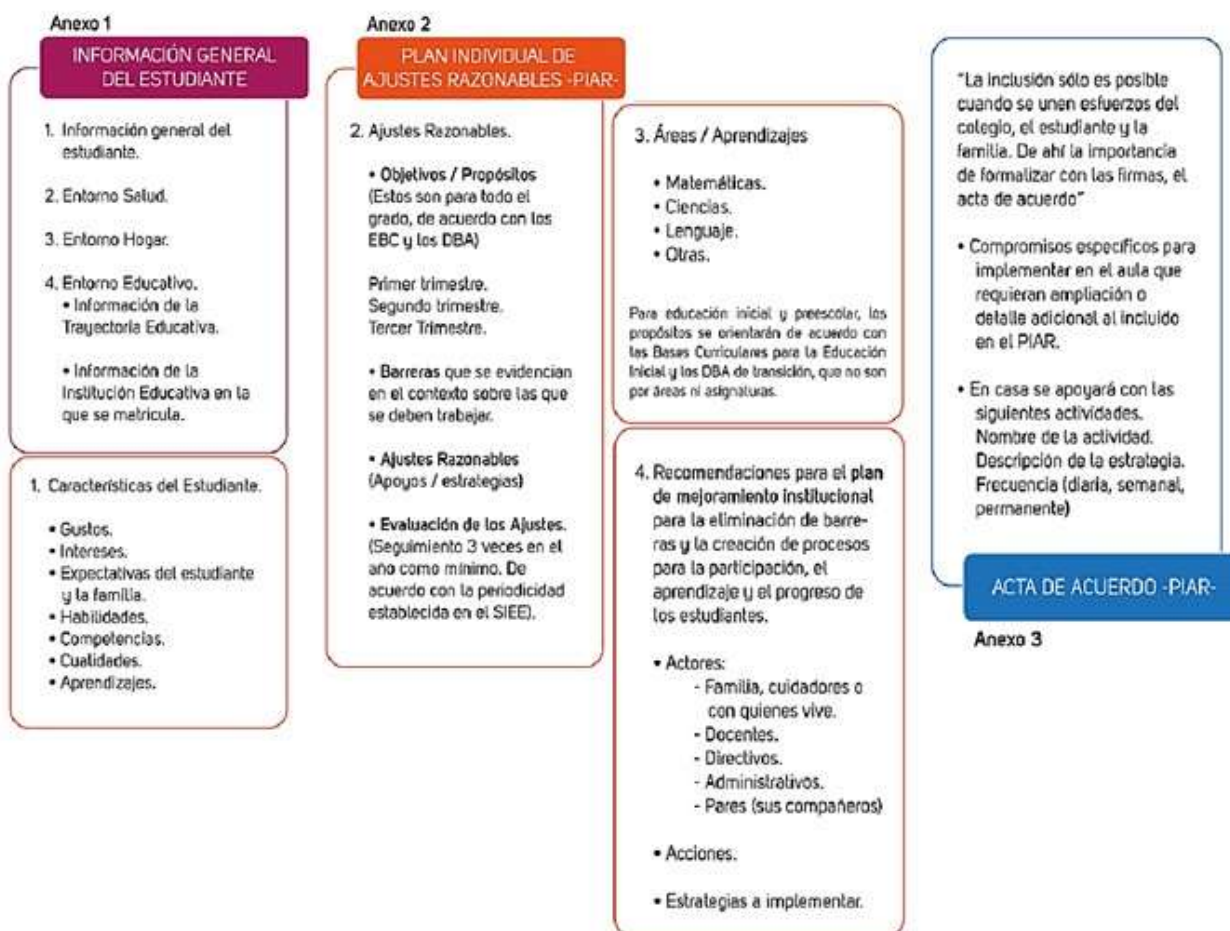 Anexo 1
INFORMACIÓN GENERAL
DEL ESTUDIANTE
1. Información general del
estudiante.
2. Entorno Salud.
3. Entorno Hogar.
4. Entorno Educativo.
• Información de la
Trayectoria Educativa.
• Información de la
Institución Educativa en la
que se matricula.
1. Características del Estudiante.
• Gustos.
• Intereses.
• Expectativas del estudiante
y la familia.
• Habilidades.
• Competencias.
• Cualidades.
• Aprendizajes.
Anexo 2
PLAN INDIVIDUAL DE
AJUSTES RAZONABLES -PIAR-
2. Ajustes Razonables.
• Objetivos / Propósitos
(Estos son para todo el
grado, de acuerdo con los
EBC y los DBA)
Primer trimestre.
Segundo trimestre.
Tercer Trimestre.
• Barreras que se evidencian
en el contexto sobre las que
se deben trabajar.
• Ajustes Razonables
(Apoyos / estrategias)
• Evaluación de los Ajustes.
(Seguimiento 3 veces en el
año como mínimo. De
acuerdo con la periodicidad
establecida en el SIEE).
3. Áreas / Aprendizajes
• Matemáticas.
• Ciencias.
• Lenguaje.
• Otras.
Para educación inicial y preescolar, los
propósitos se orientarán de acuerdo con
las Bases Curriculares para la Educación
Inicial y los DBA de transición, que no son
por áreas ni asignaturas.
4. Recomendaciones para el plan
de mejoramiento institucional
para la eliminación de barre-
ras y la creación de procesos
para la participación, el
aprendizaje y el progreso de
los estudiantes.
• Actores:
- Familia, cuidadores o
con quienes vive.
- Docentes.
- Directivos.
- Administrativos.
- Pares (sus compañeros)
• Acciones.
• Estrategias a implementar.
"La inclusión sólo es posible
cuando se unen esfuerzos del
colegio, el estudiante y la
familia. De ahí la importancia
de formalizar con las firmas, el
acta de acuerdo"
• Compromisos específicos para
implementar en el aula que
requieran ampliación o
detalle adicional al incluido
en el PIAR.
• En casa se apoyará con las
siguientes actividades.
Nombre de la actividad.
Descripción de la estrategia.
Frecuencia (diaria, semanal,
permanente)
ACTA DE ACUERDO -PIAR-
Anexo 3